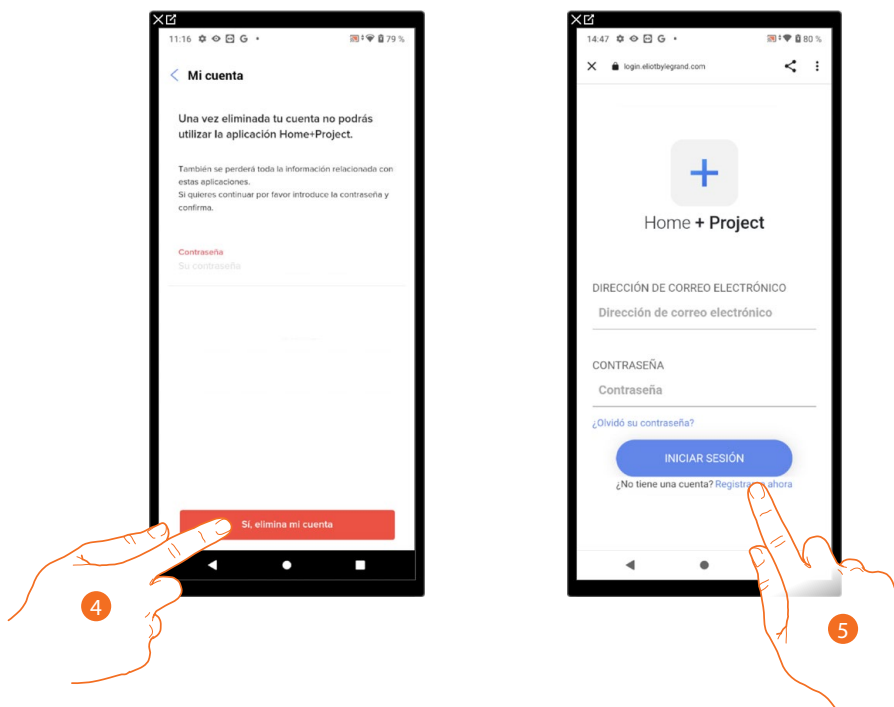 11:16 G • 79 %
Mi cuenta
Una vez eliminada tu cuenta no podrás
utilizar la aplicación Home+Project.
También se perderá toda la información relacionada con
estas aplicaciones.
Si quieres continuar por favor introduce la contraseña y
confirma.
Contraseña
Su contraseña
Sí, elimina mi cuenta
4
14:47 G • 80 %
login.eliotbylegrand.com
Home + Project
DIRECCIÓN DE CORREO ELECTRÓNICO
Dirección de correo electrónico
CONTRASEÑA
Contraseña
¿Olvidó su contraseña?
INICIAR SESIÓN
¿No tiene una cuenta? ahora
5